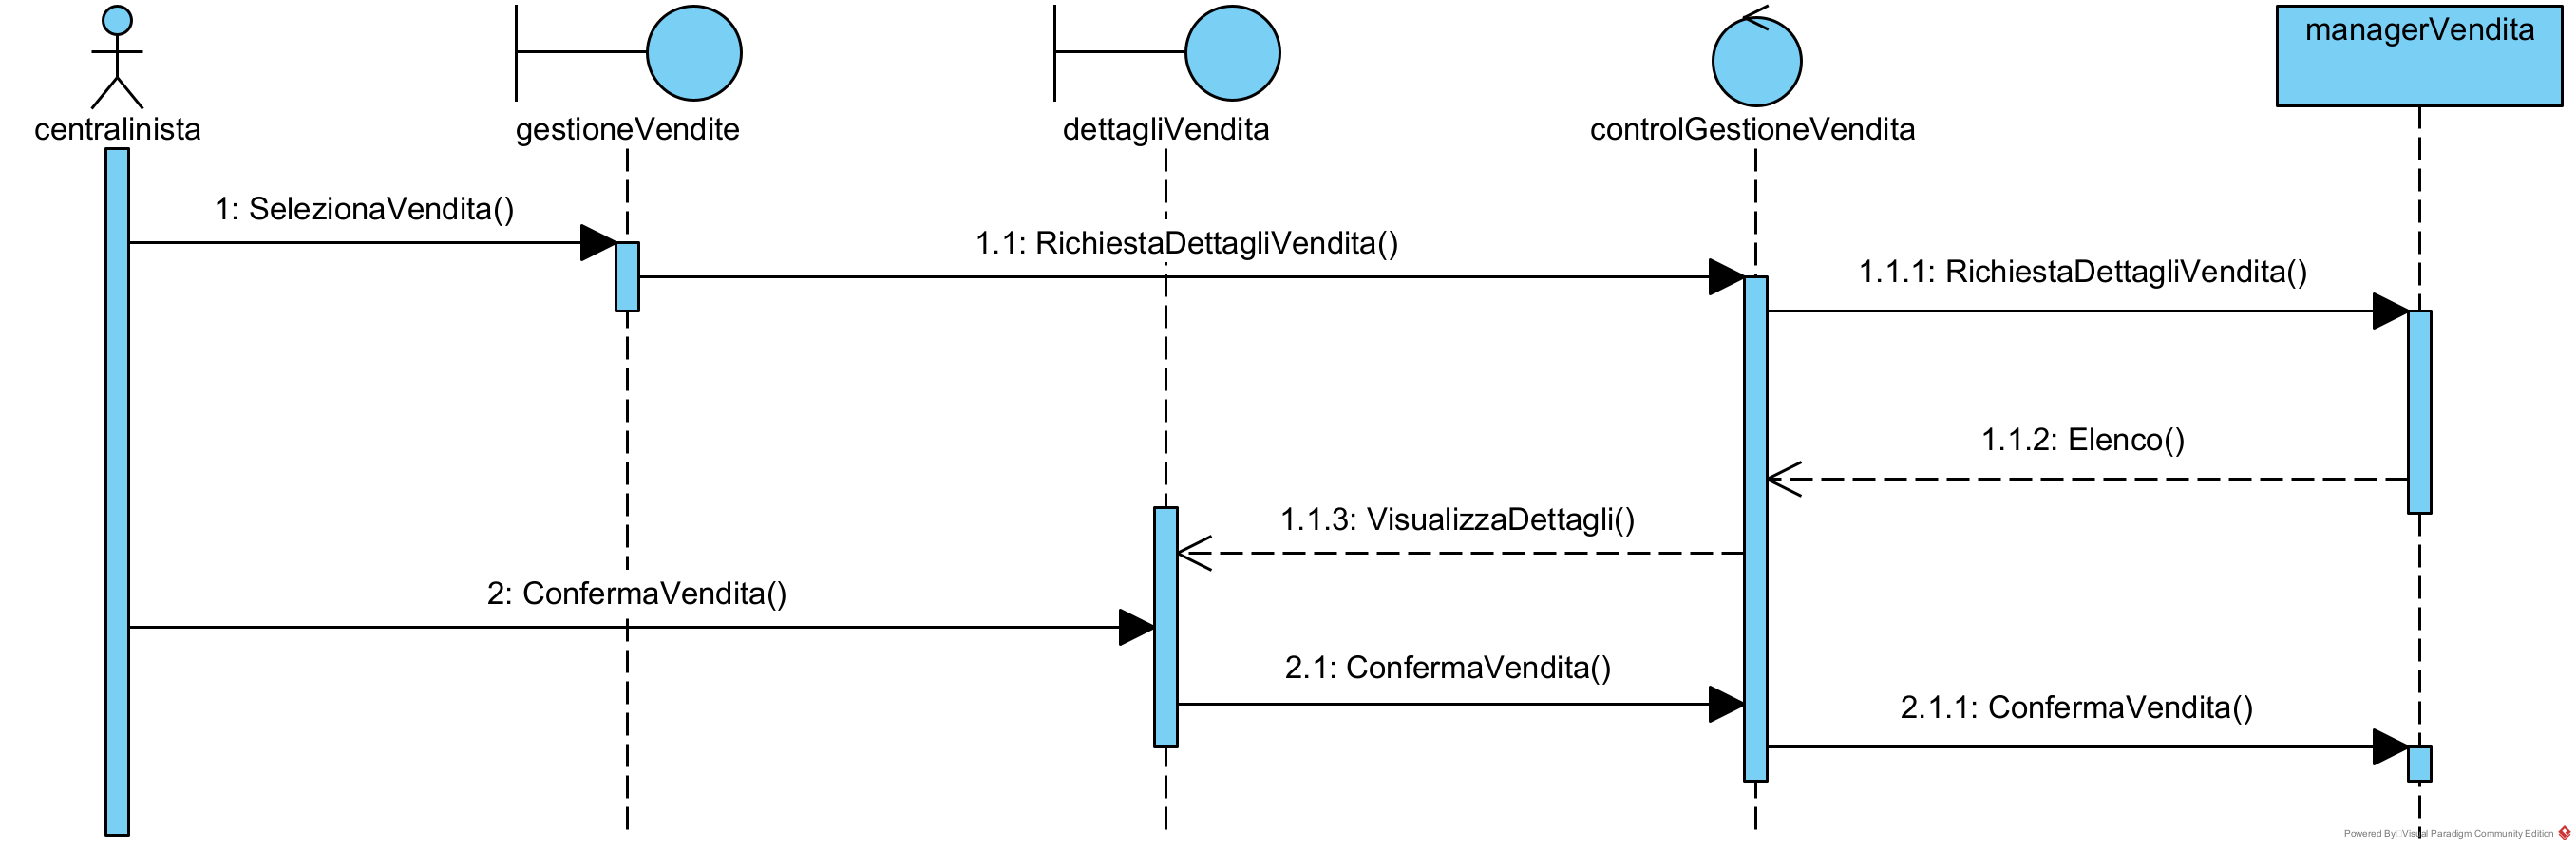 managerVendita
centralinista
gestioneVendite
dettagliVendita
controlGestioneVendita
1: SelezionaVendita()
1.1: RichiestaDettagliVendita()
1.1.1: RichiestaDettagliVendita()
1.1.2: Elenco()
1.1.3: VisualizzaDettagli()
2: ConfermaVendita()
2.1: ConfermaVendita()
2.1.1: ConfermaVendita()
Powered By Visual Paradigm Community Edition